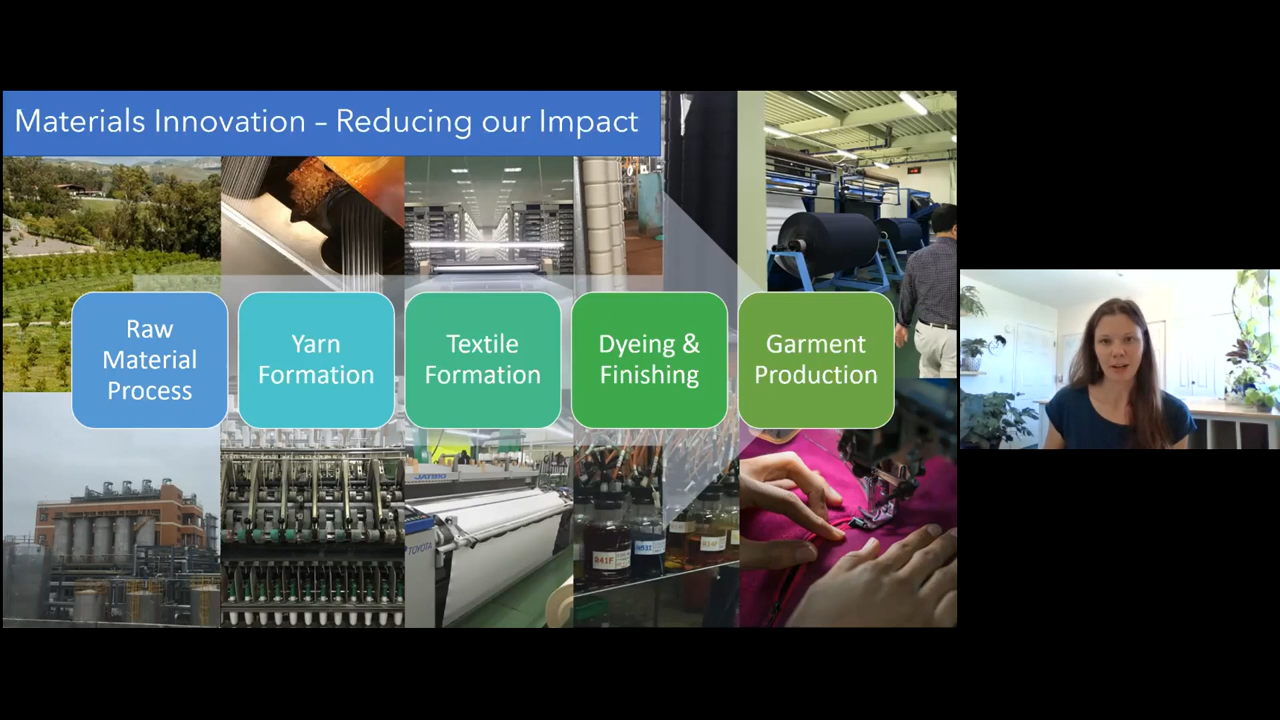 Materials Innovation – Reducing our Impact
Raw
Material
Process
Yarn
Formation
Textile
Formation
Dyeing &
Finishing
Garment
Production
TOYOTA